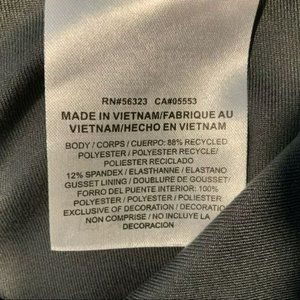 RN#56323 CA#05553
MADE IN VIETNAM/FABRIQUE AU
VIETNAM/HECHO EN VIETNAM
BODY / CORPS / CUERPO: 88% RECYCLED
POLYESTER / POLYESTER RECYCLE/
POLIESTER RECICLADO
12% SPANDEX / ELASTHANNE / ELASTANO
GUSSET LINING / DOUBLURE DE GOUSSET/
FORRO DEL PUENTE INTERIOR: 100%
POLYESTER / POLYESTER / POLIESTER
EXCLUSIVE OF DECORATION / DECORATION
NON COMPRISE / NO INCLUYE LA
DECORACION